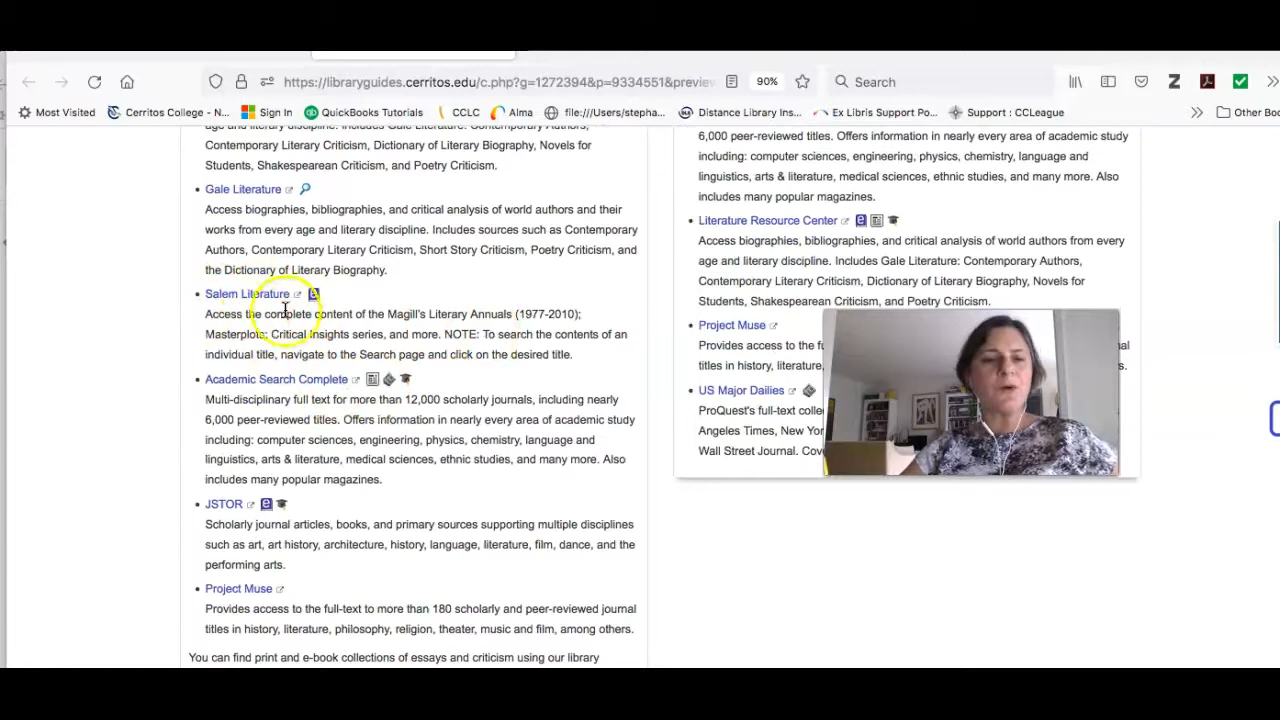 https://libraryguides.cerritos.edu/c.php?g=1272394&p=9334551&preview
90%
Search
Most Visited
Cerritos College - N...
Sign In
QuickBooks Tutorials
CCLC
Alma
file:///Users/stepha...
Distance Library Ins...
Ex Libris Support Po...
Support : CCLeague
Other Boo
age and literary discipline. Includes Gale Literature: Contemporary Authors,
Contemporary Literary Criticism, Dictionary of Literary Biography, Novels for
Students, Shakespearean Criticism, and Poetry Criticism.
Gale Literature
Access biographies, bibliographies, and critical analysis of world authors and their
works from every age and literary discipline. Includes sources such as Contemporary
Authors, Contemporary Literary Criticism, Short Story Criticism, Poetry Criticism, and
the Dictionary of Literary Biography.
Salem Literature
Access the complete content of the Magill's Literary Annuals (1977-2010);
Masterplots; Critical Insights series, and more. NOTE: To search the contents of an
individual title, navigate to the Search page and click on the desired title.
Academic Search Complete
Multi-disciplinary full text for more than 12,000 scholarly journals, including nearly
6,000 peer-reviewed titles. Offers information in nearly every area of academic study
including: computer sciences, engineering, physics, chemistry, language and
linguistics, arts & literature, medical sciences, ethnic studies, and many more. Also
includes many popular magazines.
JSTOR
Scholarly journal articles, books, and primary sources supporting multiple disciplines
such as art, art history, architecture, history, language, literature, film, dance, and the
performing arts.
Project Muse
Provides access to the full-text to more than 180 scholarly and peer-reviewed journal
titles in history, literature, philosophy, religion, theater, music and film, among others.
You can find print and e-book collections of essays and criticism using our library
6,000 peer-reviewed titles. Offers information in nearly every area of academic study
including: computer sciences, engineering, physics, chemistry, language and
linguistics, arts & literature, medical sciences, ethnic studies, and many more. Also
includes many popular magazines.
Literature Resource Center
Access biographies, bibliographies, and critical analysis of world authors from every
age and literary discipline. Includes Gale Literature: Contemporary Authors,
Contemporary Literary Criticism, Dictionary of Literary Biography, Novels for
Students, Shakespearean Criticism, and Poetry Criticism.
Project Muse
Provides access to the fu
rnal
titles in history, literature,
s.
US Major Dailies
ProQuest's full-text colle
Angeles Times, New Yor
Wall Street Journal. Cov